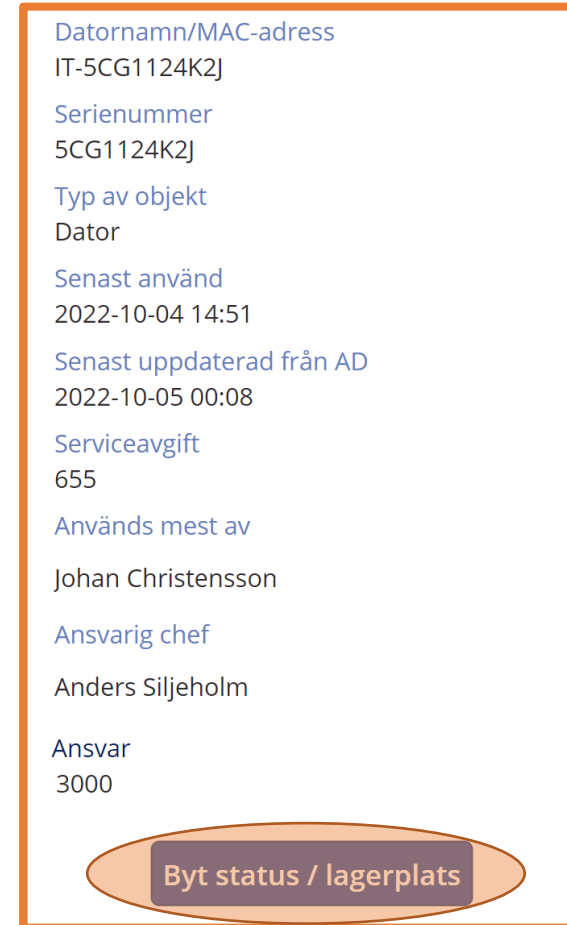 Datornamn/MAC-adress
IT-5CG1124K2J
Serienummer
5CG1124K2J
Typ av objekt
Dator
Senast använd
2022-10-04 14:51
Senast uppdaterad från AD
2022-10-05 00:08
Serviceavgift
655
Används mest av
Johan Christensson
Ansvarig chef
Anders Siljeholm
Ansvar
3000
Byt status / lagerplats